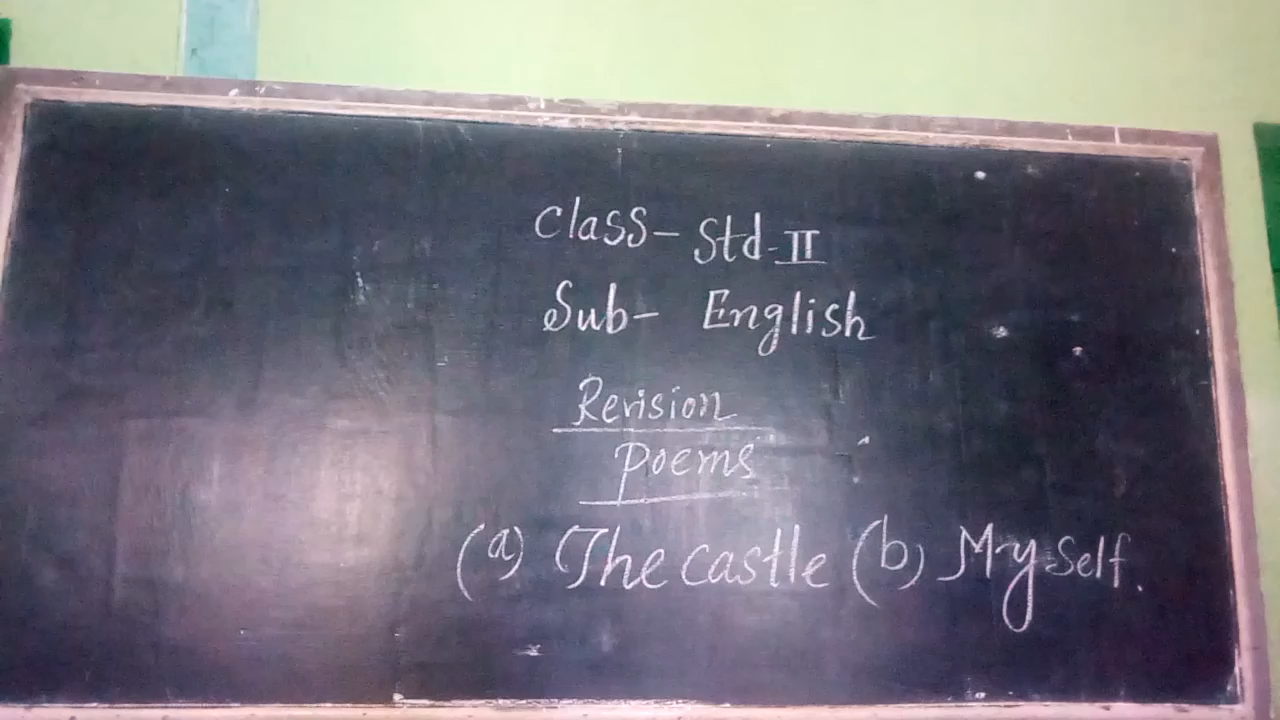 Class- Std-II
Sub- English
Revision
Poems
(a) The castle (b) My self.